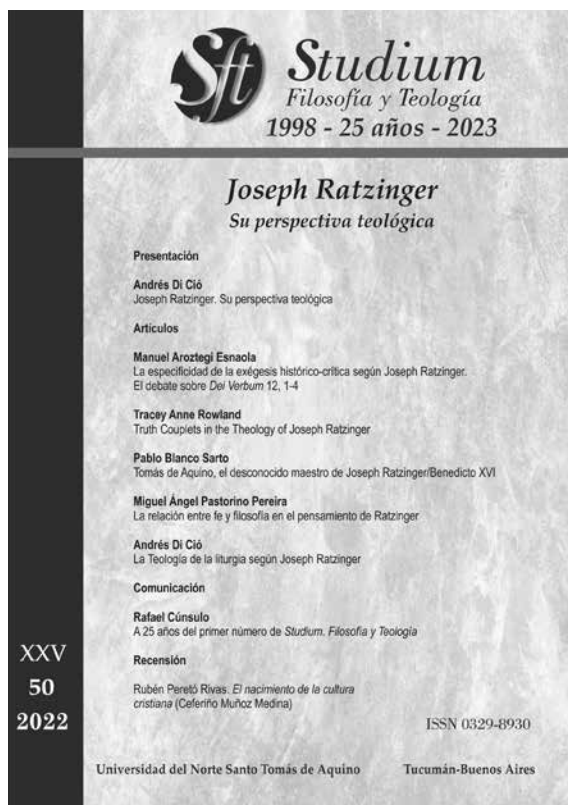 Sft
Studium
Filosofía y Teología
1998 - 25 años - 2023
Joseph Ratzinger
Su perspectiva teológica
Presentación
Andrés Di Ció
Joseph Ratzinger. Su perspectiva teológica
Artículos
Manuel Aroztegi Esnaola
La especificidad de la exégesis histórico-crítica según Joseph Ratzinger.
El debate sobre Dei Verbum 12, 1-4
Tracey Anne Rowland
Truth Couplets in the Theology of Joseph Ratzinger
Pablo Blanco Sarto
Tomás de Aquino, el desconocido maestro de Joseph Ratzinger/Benedicto XVI
Miguel Ángel Pastorino Pereira
La relación entre fe y filosofía en el pensamiento de Ratzinger
Andrés Di Ció
La Teología de la liturgia según Joseph Ratzinger
Comunicación
Rafael Cúnsulo
A 25 años del primer número de Studium. Filosofía y Teología
Recensión
Rubén Peretó Rivas. El nacimiento de la cultura
cristiana (Ceferiño Muñoz Medina)
XXV
50
2022
ISSN 0329-8930
Universidad del Norte Santo Tomás de Aquino Tucumán-Buenos Aires